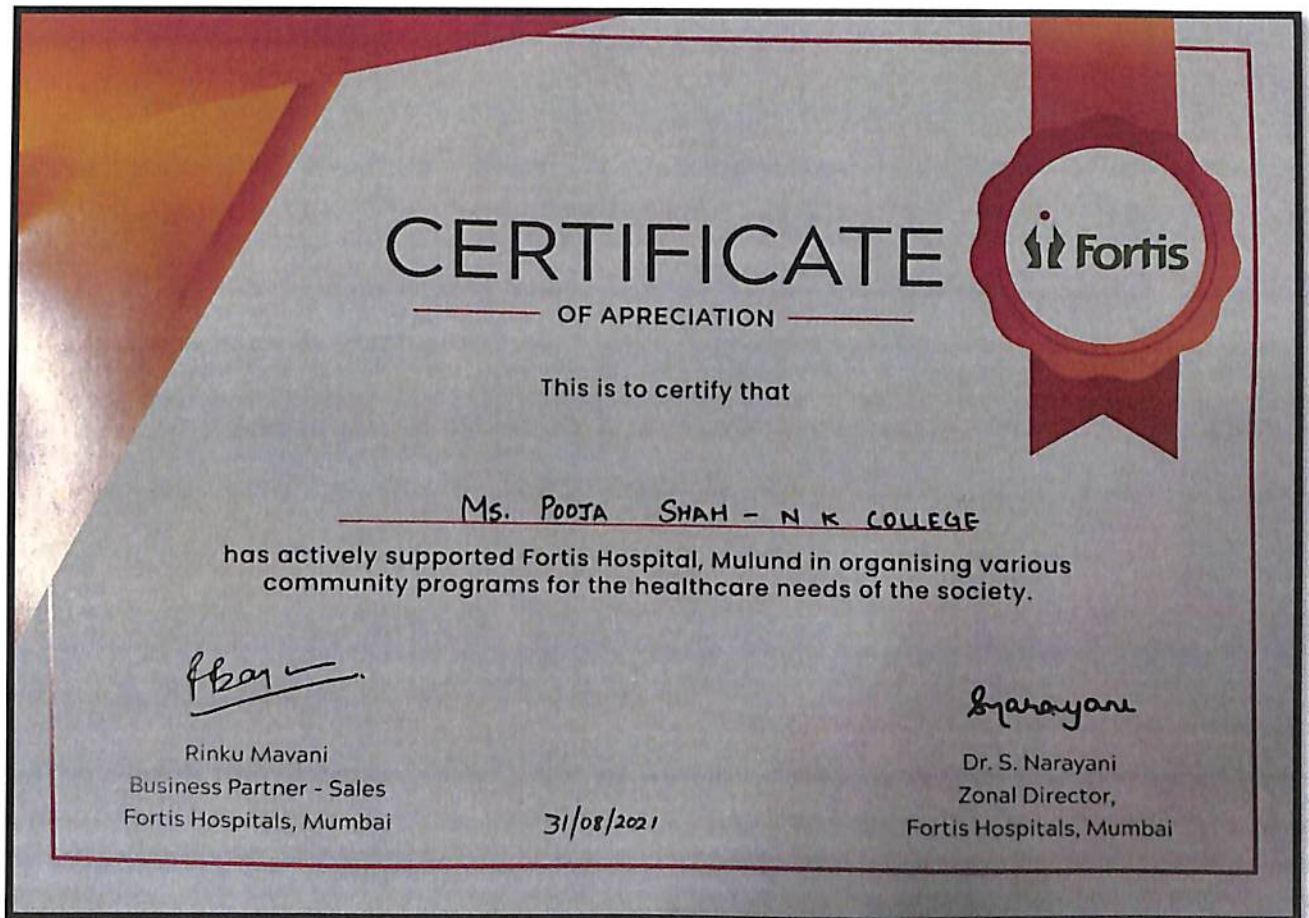 CERTIFICATE
Fortis
OF APRECIATION
This is to certify that
Ms. POOJA SHAH - N K COLLEGE
has actively supported Fortis Hospital, Mulund in organising various
community programs for the healthcare needs of the society.
Snarayani
Rinku Mavani
Business Partner - Sales
Fortis Hospitals, Mumbai
31/08/2021
Dr. S. Narayani
Zonal Director,
Fortis Hospitals, Mumbai